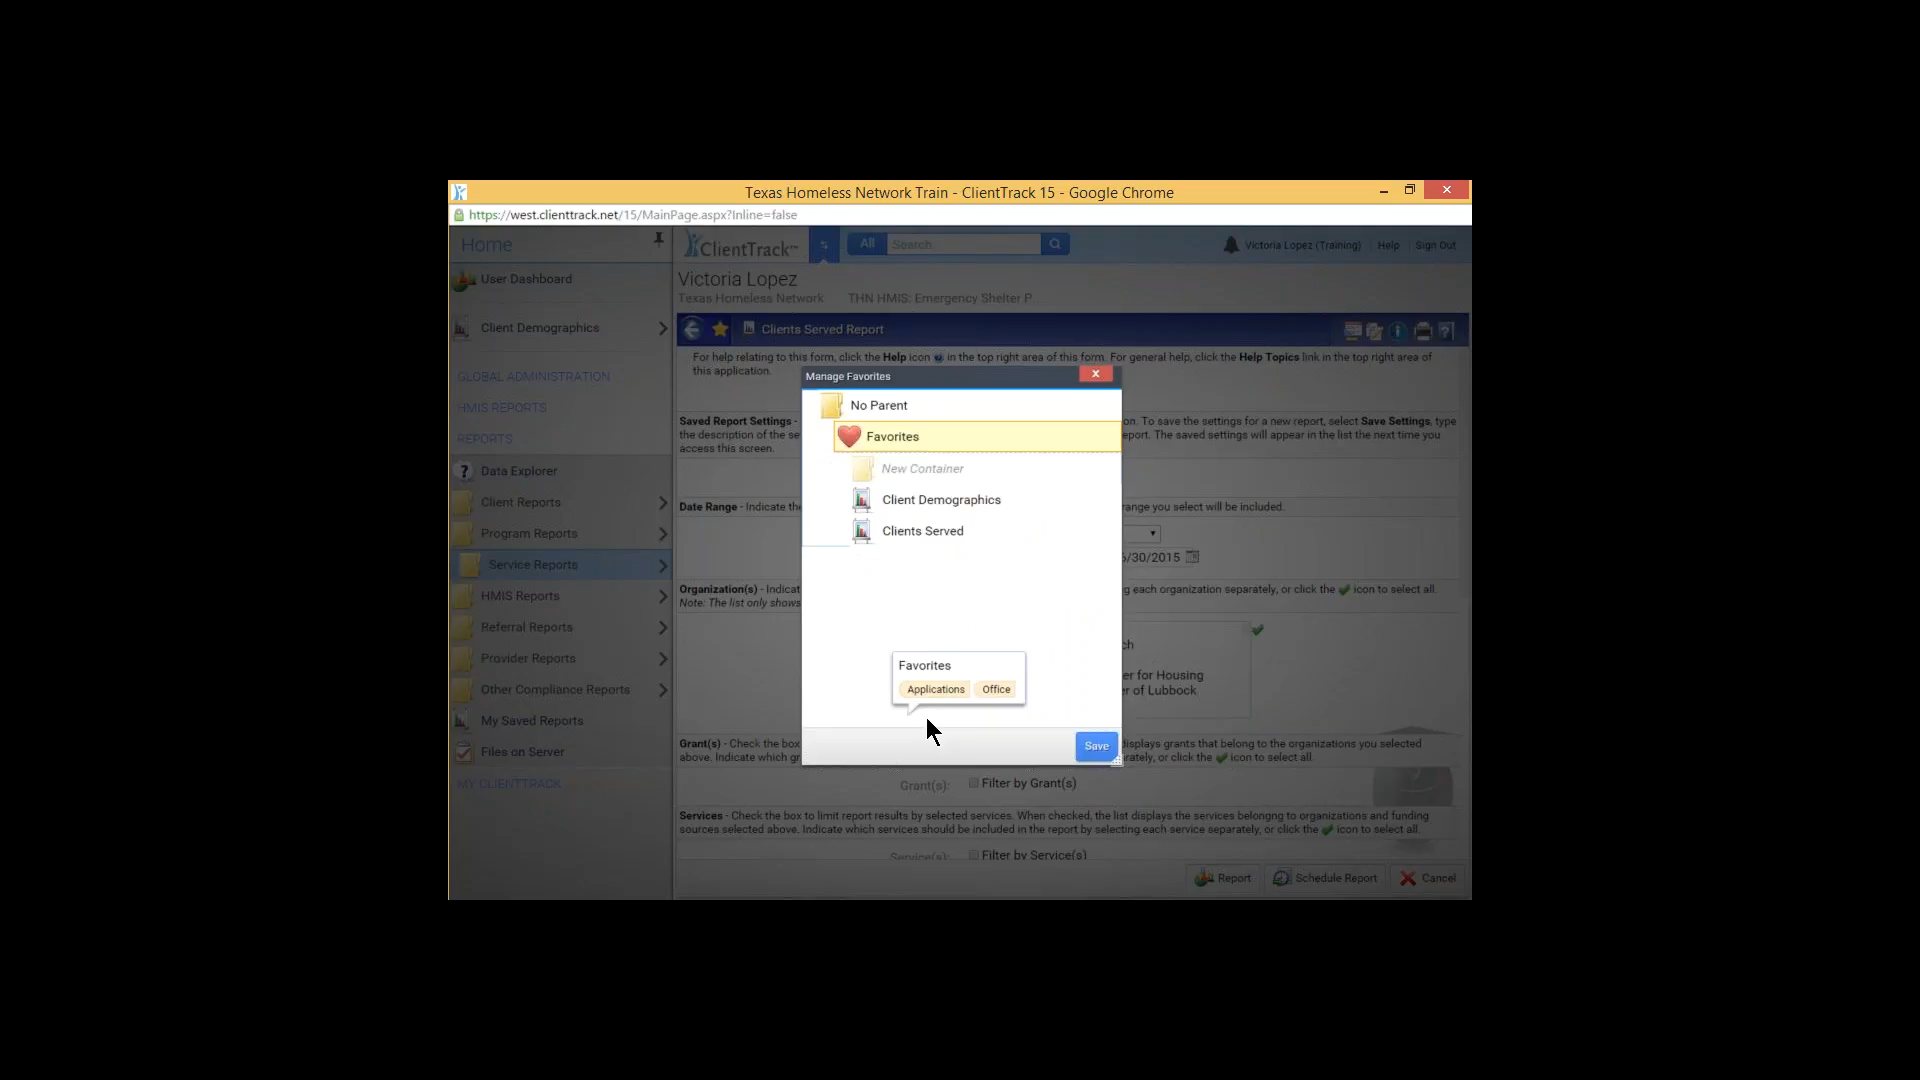 Texas Homeless Network Train - ClientTrack 15 - Google Chrome
https://west.clienttrack.net/15/MainPage.aspx?Inline=false
Home
ClientTrack™
All
Search
Victoria Lopez (Training)
Help
Sign Out
User Dashboard
Client Demographics
GLOBAL ADMINISTRATION
HMIS REPORTS
REPORTS
Data Explorer
Client Reports
Program Reports
Service Reports
HMIS Reports
Referral Reports
Provider Reports
Other Compliance Reports
My Saved Reports
Files on Server
MY CLIENTTRACK
Victoria Lopez
Texas Homeless Network
THN HMIS: Emergency Shelter P...
Clients Served Report
For help relating to this form, click the Help icon in the top right area of this form. For general help, click the Help Topics link in the top right area of
this application.
Manage Favorites
No Parent
Favorites
New Container
Client Demographics
Clients Served
Favorites
Applications
Office
Save
Saved Report Settings -
on. To save the settings for a new report, select Save Settings, type
the description of the se
eport. The saved settings will appear in the list the next time you
access this screen.
Date Range - Indicate the
range you select will be included.
6/30/2015
Organization(s) - Indicat
g each organization separately, or click the icon to select all.
Note: The list only shows
ch
er for Housing
er of Lubbock
Grant(s) - Check the box
displays grants that belong to the organizations you selected
above. Indicate which gr
rately, or click the icon to select all.
Grant(s):
Filter by Grant(s)
Services - Check the box to limit report results by selected services. When checked, the list displays the services belongng to organizations and funding
sources selected above. Indicate which services should be included in the report by selecting each service separately, or click the icon to select all.
Service(s):
Filter by Service(s)
Report
Schedule Report
Cancel